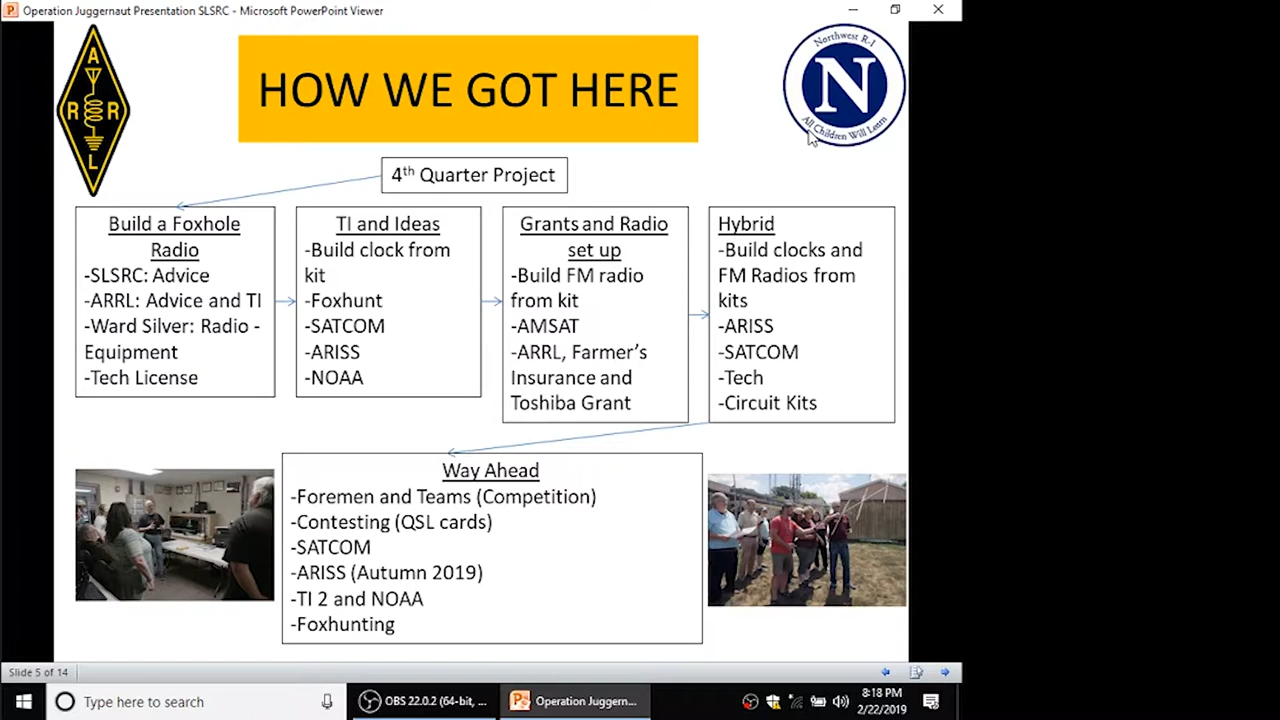 Operation Juggernaut Presentation SLSRC - Microsoft PowerPoint Viewer
A
R R
L
HOW WE GOT HERE
Northwest R-1
N
All Children Will Learn
4th Quarter Project
Build a Foxhole
Radio
-SLSRC: Advice
-ARRL: Advice and TI
-Ward Silver: Radio -
Equipment
-Tech License
TI and Ideas
-Build clock from
kit
-Foxhunt
-SATCOM
-ARISS
-NOAA
Grants and Radio
set up
-Build FM radio
from kit
-AMSAT
-ARRL, Farmer's
Insurance and
Toshiba Grant
Hybrid
-Build clocks and
FM Radios from
kits
-ARISS
-SATCOM
-Tech
-Circuit Kits
Way Ahead
-Foremen and Teams (Competition)
-Contesting (QSL cards)
-SATCOM
-ARISS (Autumn 2019)
-TI 2 and NOAA
-Foxhunting
Slide 5 of 14
Type here to search
OBS 22.0.2 (64-bit, ...
Operation Juggern...
8:18 PM
2/22/2019